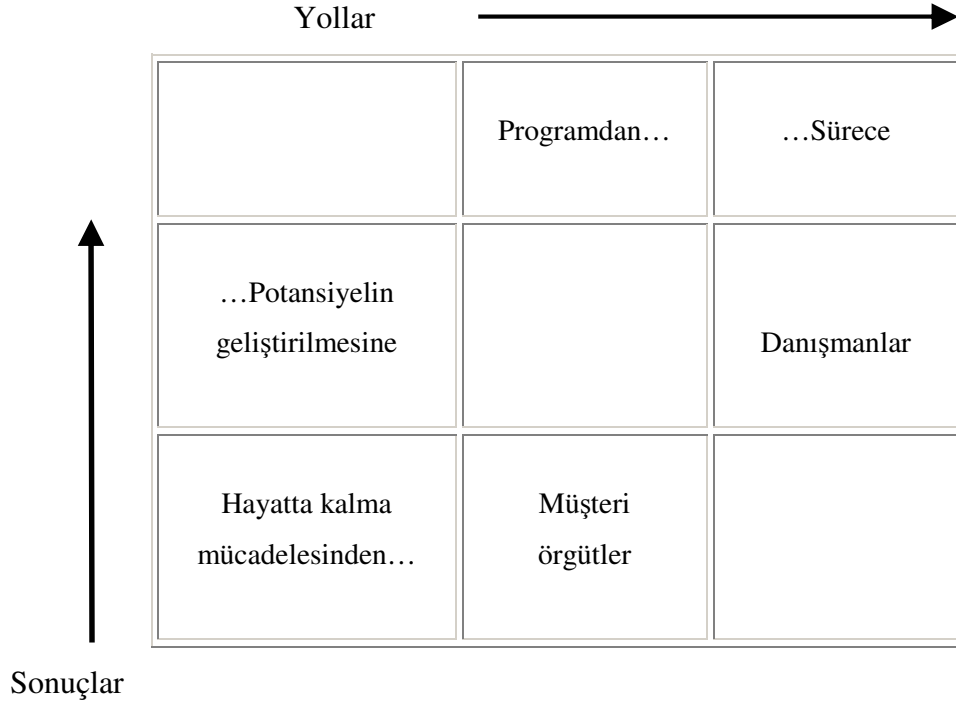 Yollar
Programdan…
…Sürece
…Potansiyelin
geliştirilmesine
Danışmanlar
Hayatta kalma
mücadelesinden…
Müşteri
örgütler
Sonuçlar